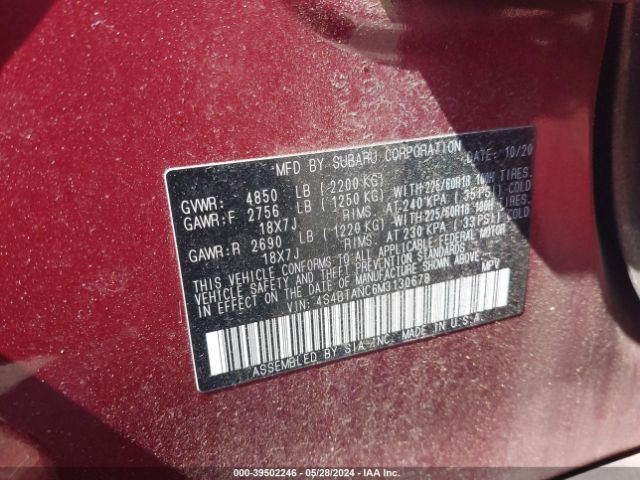 MFD BY SUBARU CORPORATION DATE: 10/20
GVWR: 4850 LB ( 2200 KG)
GAWR:F 2756 LB ( 1250 KG) WITH 225/60R18 100H TIRES.
18X7J RIMS. AT 240 KPA ( 35PSI) COLD
GAWR:R 2690 LB ( 1220 KG) WITH 225/60R18 100H TIRES.
18X7J RIMS. AT 230 KPA ( 33PSI) COLD
THIS VEHICLE CONFORMS TO ALL APPLICABLE FEDERAL MOTOR
VEHICLE SAFETY AND THEFT PREVENTION STANDARDS IN EFFECT ON THE DATE OF
VIN: 4S4BTANC6M3130678 MPV
ASSEMBLED BY SIA,INC. MADE IN U.S.A.
000-39502246 - 05/28/2024 - IAA Inc.